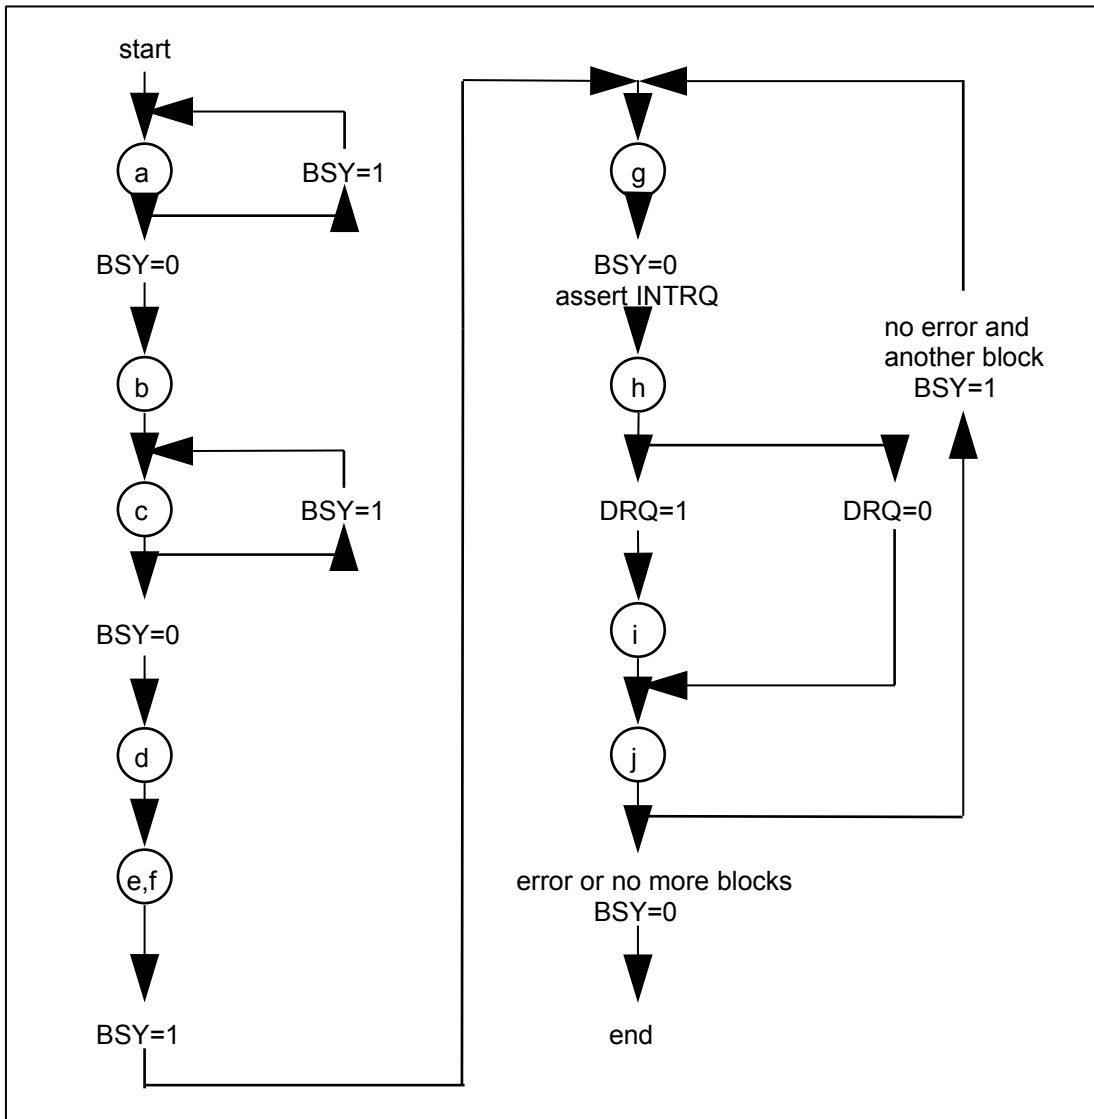 start
a
BSY=1
BSY=0
b
c
BSY=1
BSY=0
d
e,f
BSY=1
g
BSY=0
assert INTRQ
no error and
another block
BSY=1
h
DRQ=1
DRQ=0
i
j
error or no more blocks
BSY=0
end